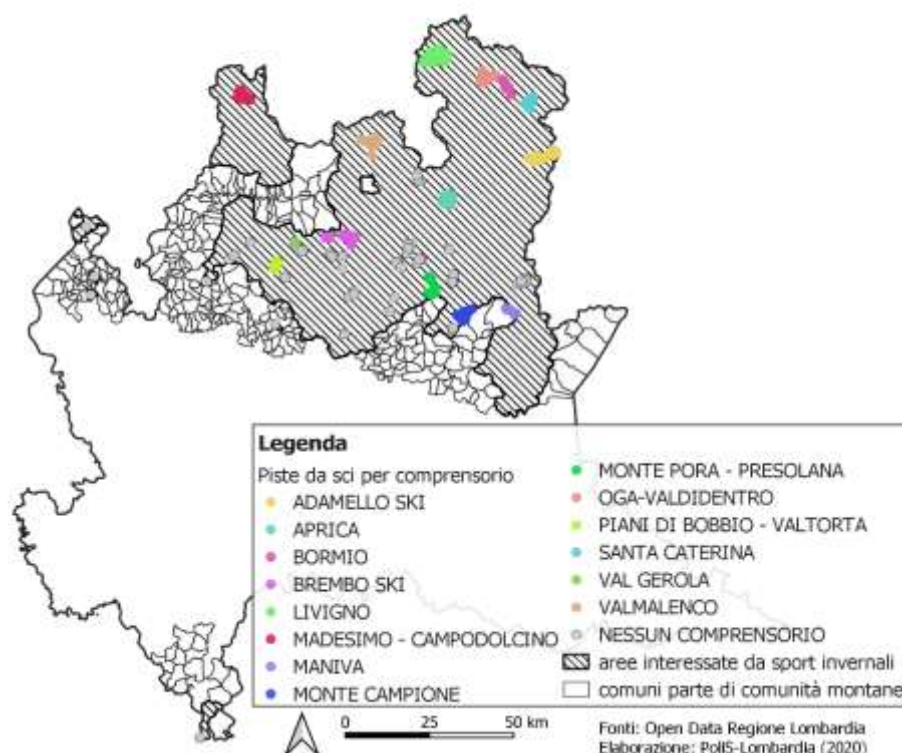 Legenda
Piste da sci per comprensorio
ADAMELLO SKI
APRICA
BORMIO
BREMBO SKI
LIVIGNO
MADESIMO - CAMPODOLCINO
MANIVA
MONTE CAMPIONE
MONTE PORA - PRESOLANA
OGA-VALDIDENTRO
PIANI DI BOBBIO - VALTORTA
SANTA CATERINA
VAL GEROLA
VALMALENCO
NESSUN COMPRENSORIO
aree interessate da sport invernali
comuni parte di comunità montane
0 25 50 km
Fonti: Open Data Regione Lombardia
Elaborazione: PoliS-Lombardia (2020)